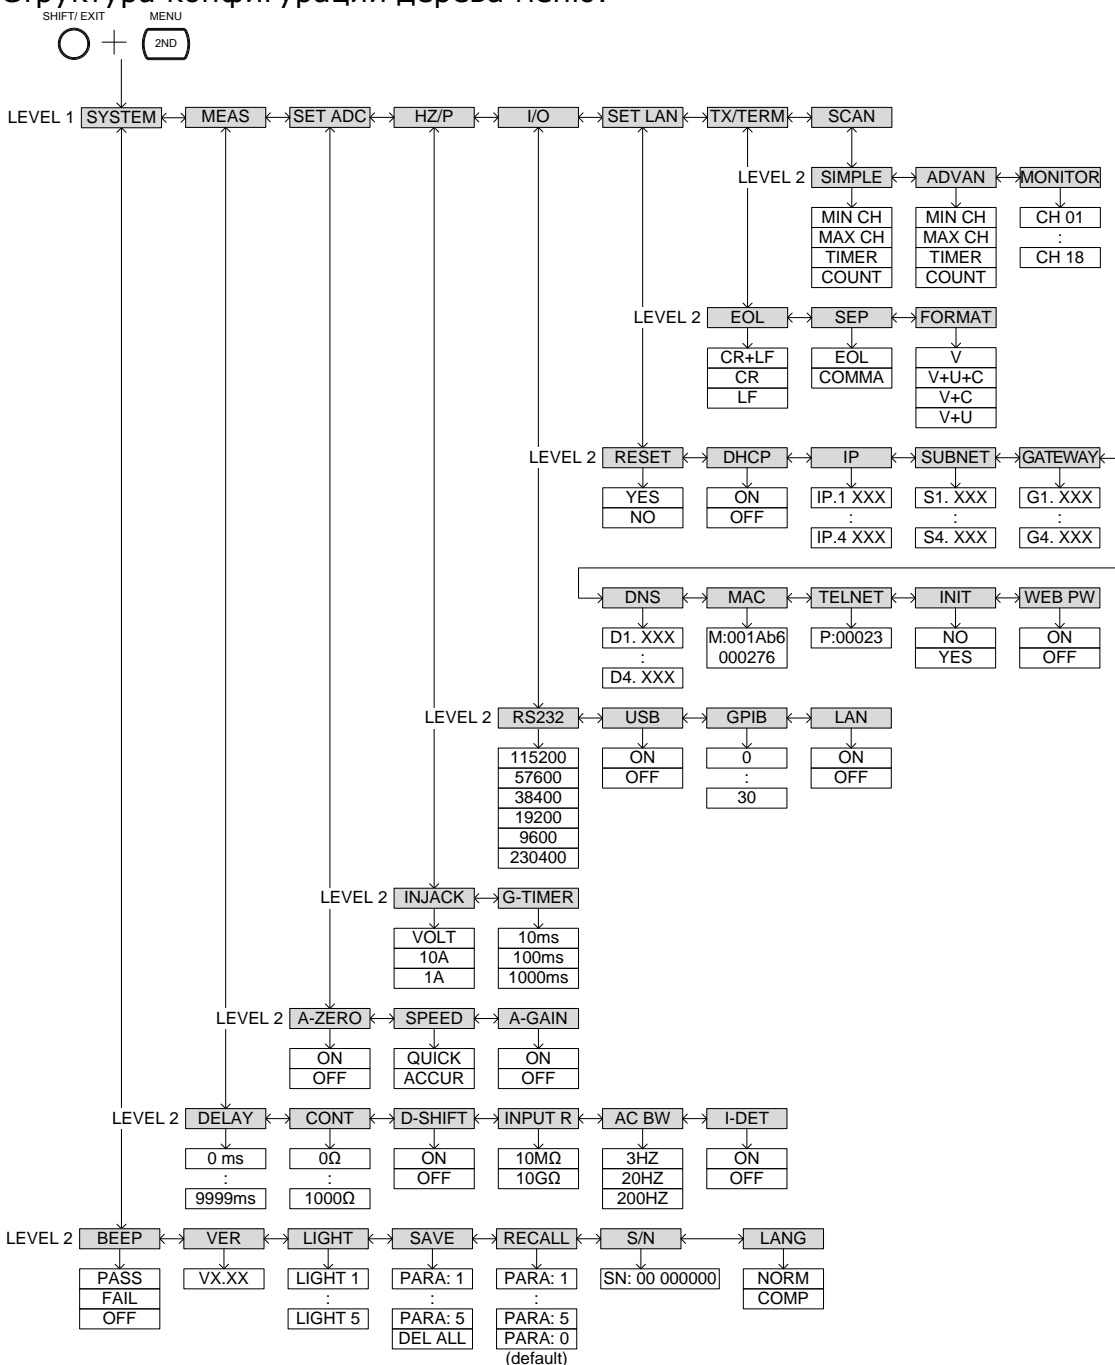 Структура конфигурации дерева меню:
SHIFT/ EXIT MENU
2ND
LEVEL 1 SYSTEM MEAS SET ADC HZ/P I/O SET LAN TX/TERM SCAN
LEVEL 2 SIMPLE ADVAN MONITOR
MIN CH MIN CH CH 01
MAX CH MAX CH :
TIMER TIMER CH 18
COUNT COUNT
LEVEL 2 EOL SEP FORMAT
CR+LF EOL V
CR COMMA V+U+C
LF V+C
V+U
LEVEL 2 RESET DHCP IP SUBNET GATEWAY
YES ON IP.1 XXX S1. XXX G1. XXX
NO OFF : : :
IP.4 XXX S4. XXX G4. XXX
DNS MAC TELNET INIT WEB PW
D1. XXX M:001Ab6 P:00023 NO ON
: 000276 YES OFF
D4. XXX
LEVEL 2 RS232 USB GPIB LAN
115200 ON 0 ON
57600 OFF : OFF
38400 30
19200
9600
230400
LEVEL 2 INJACK G-TIMER
VOLT 10ms
10A 100ms
1A 1000ms
LEVEL 2 A-ZERO SPEED A-GAIN
ON QUICK ON
OFF ACCUR OFF
LEVEL 2 DELAY CONT D-SHIFT INPUT R AC BW I-DET
0 ms 0Ω ON 10MΩ 3HZ ON
: : OFF 10GΩ 20HZ OFF
9999ms 1000Ω 200HZ
LEVEL 2 BEEP VER LIGHT SAVE RECALL S/N LANG
PASS VX.XX LIGHT 1 PARA: 1 PARA: 1 SN: 00 000000 NORM
FAIL : : : COMP
OFF LIGHT 5 PARA: 5 PARA: 5
DEL ALL PARA: 0
(default)